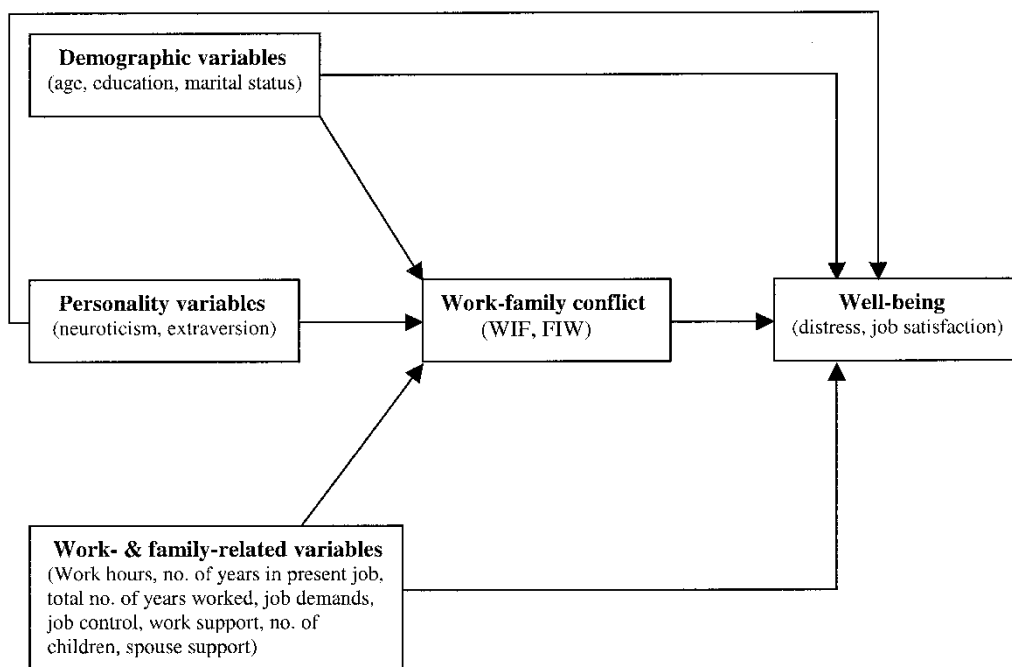 Demographic variables
(age, education, marital status)
Personality variables
(neuroticism, extraversion)
Work-family conflict
(WIF, FIW)
Well-being
(distress, job satisfaction)
Work- & family-related variables
(Work hours, no. of years in present job,
total no. of years worked, job demands,
job control, work support, no. of
children, spouse support)